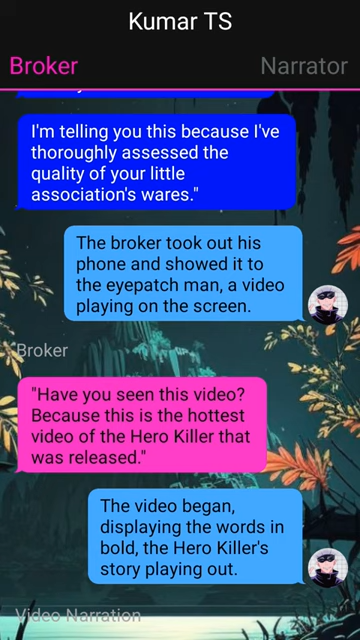 Kumar TS
Broker
Narrator
I'm telling you this because I've
thoroughly assessed the
quality of your little
association's wares."
The broker took out his
phone and showed it to
the eyepatch man, a video
playing on the screen.
Broker
"Have you seen this video?
Because this is the hottest
video of the Hero Killer that
was released."
The video began,
displaying the words in
bold, the Hero Killer's
story playing out.
Video Narration